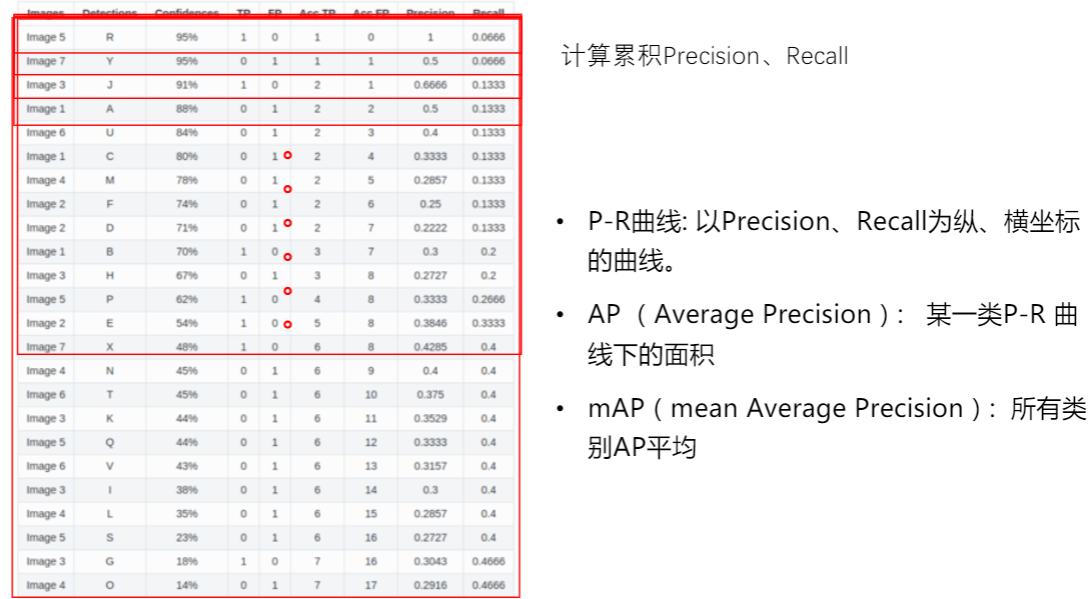 Images Detections Confidences TP FP Acc TP Acc FP Precision Recall
Image 5 R 95% 1 0 1 0 1 0.0666
Image 7 Y 95% 0 1 1 1 0.5 0.0666
Image 3 J 91% 1 0 2 1 0.6666 0.1333
Image 1 A 88% 0 1 2 2 0.5 0.1333
Image 6 U 84% 0 1 2 3 0.4 0.1333
Image 1 C 80% 0 1 2 4 0.3333 0.1333
Image 4 M 78% 0 1 2 5 0.2857 0.1333
Image 2 F 74% 0 1 2 6 0.25 0.1333
Image 2 D 71% 0 1 2 7 0.2222 0.1333
Image 1 B 70% 1 0 3 7 0.3 0.2
Image 3 H 67% 0 1 3 8 0.2727 0.2
Image 5 P 62% 1 0 4 8 0.3333 0.2666
Image 2 E 54% 1 0 5 8 0.3846 0.3333
Image 7 X 48% 1 0 6 8 0.4285 0.4
Image 4 N 45% 0 1 6 9 0.4 0.4
Image 6 T 45% 0 1 6 10 0.375 0.4
Image 3 K 44% 0 1 6 11 0.3529 0.4
Image 5 Q 44% 0 1 6 12 0.3333 0.4
Image 6 V 43% 0 1 6 13 0.3157 0.4
Image 3 I 38% 0 1 6 14 0.3 0.4
Image 4 L 35% 0 1 6 15 0.2857 0.4
Image 5 S 23% 0 1 6 16 0.2727 0.4
Image 3 G 18% 1 0 7 16 0.3043 0.4666
Image 4 O 14% 0 1 7 17 0.2916 0.4666
计算累积Precision、Recall
• P-R曲线: 以Precision、Recall为纵、横坐标
的曲线。
• AP （ Average Precision ）： 某一类P-R 曲
线下的面积
• mAP（ mean Average Precision ）： 所有类
别AP平均